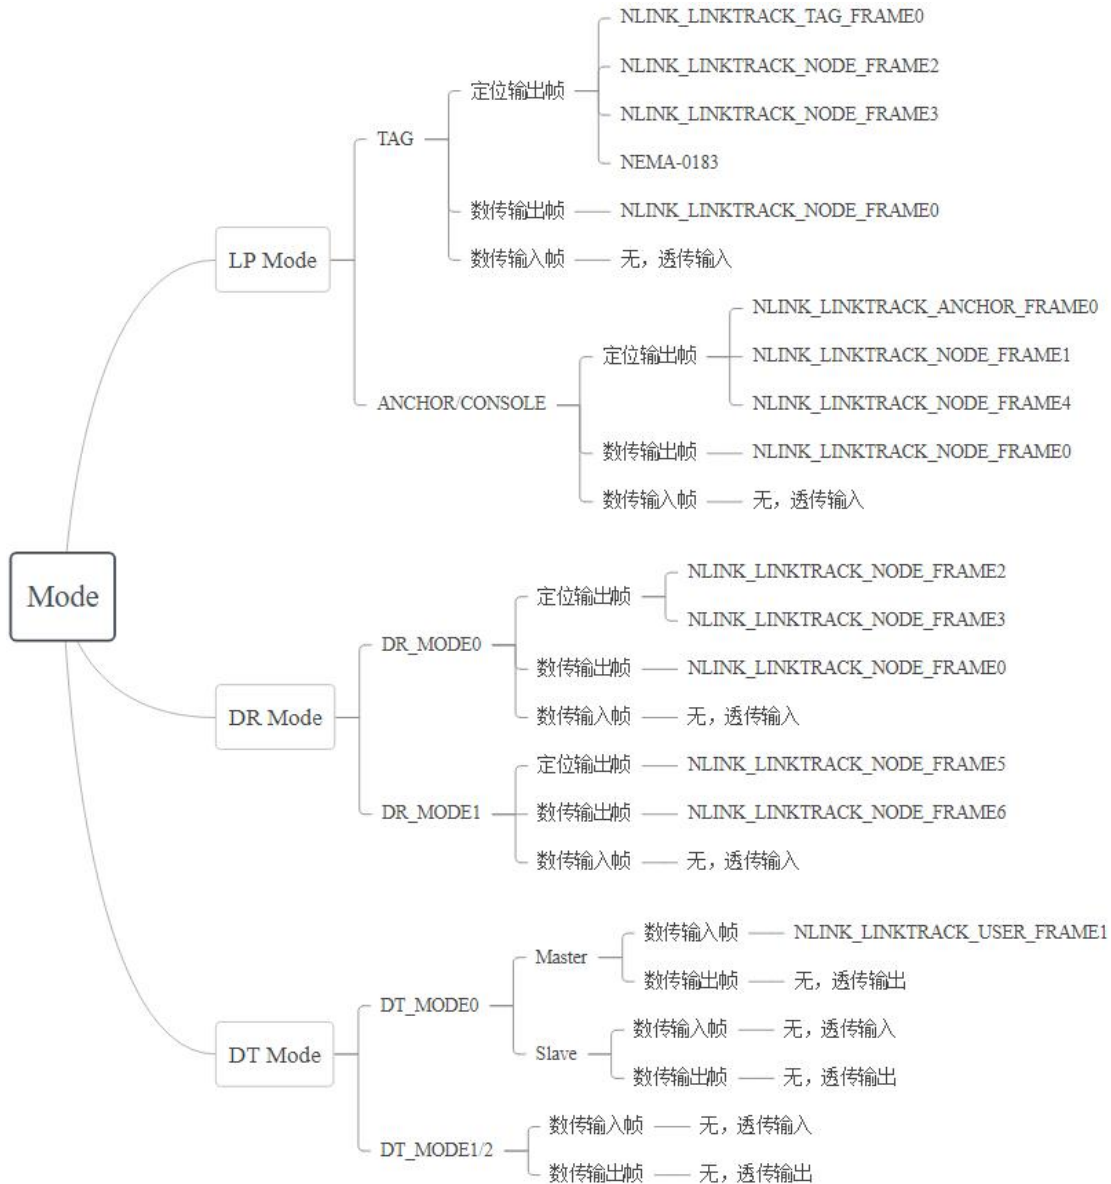 NLINK_LINKTRACK_TAG_FRAME0
NLINK_LINKTRACK_NODE_FRAME2
定位输出帧
NLINK_LINKTRACK_NODE_FRAME3
TAG
NEMA-0183
数传输出帧
NLINK_LINKTRACK_NODE_FRAME0
LP Mode
数传输入帧
无，透传输入
NLINK_LINKTRACK_ANCHOR_FRAME0
定位输出帧
NLINK_LINKTRACK_NODE_FRAME1
ANCHOR/CONSOLE
NLINK_LINKTRACK_NODE_FRAME4
数传输出帧
NLINK_LINKTRACK_NODE_FRAME0
数传输入帧
无，透传输入
Mode
NLINK_LINKTRACK_NODE_FRAME2
定位输出帧
NLINK_LINKTRACK_NODE_FRAME3
DR_MODE0
数传输出帧
NLINK_LINKTRACK_NODE_FRAME0
数传输入帧
无，透传输入
DR Mode
定位输出帧
NLINK_LINKTRACK_NODE_FRAME5
DR_MODE1
数传输出帧
NLINK_LINKTRACK_NODE_FRAME6
数传输入帧
无，透传输入
数传输入帧
NLINK_LINKTRACK_USER_FRAME1
Master
数传输出帧
无，透传输出
DT_MODE0
数传输入帧
无，透传输入
Slave
数传输出帧
无，透传输出
DT Mode
数传输入帧
无，透传输入
DT_MODE1/2
数传输出帧
无，透传输出